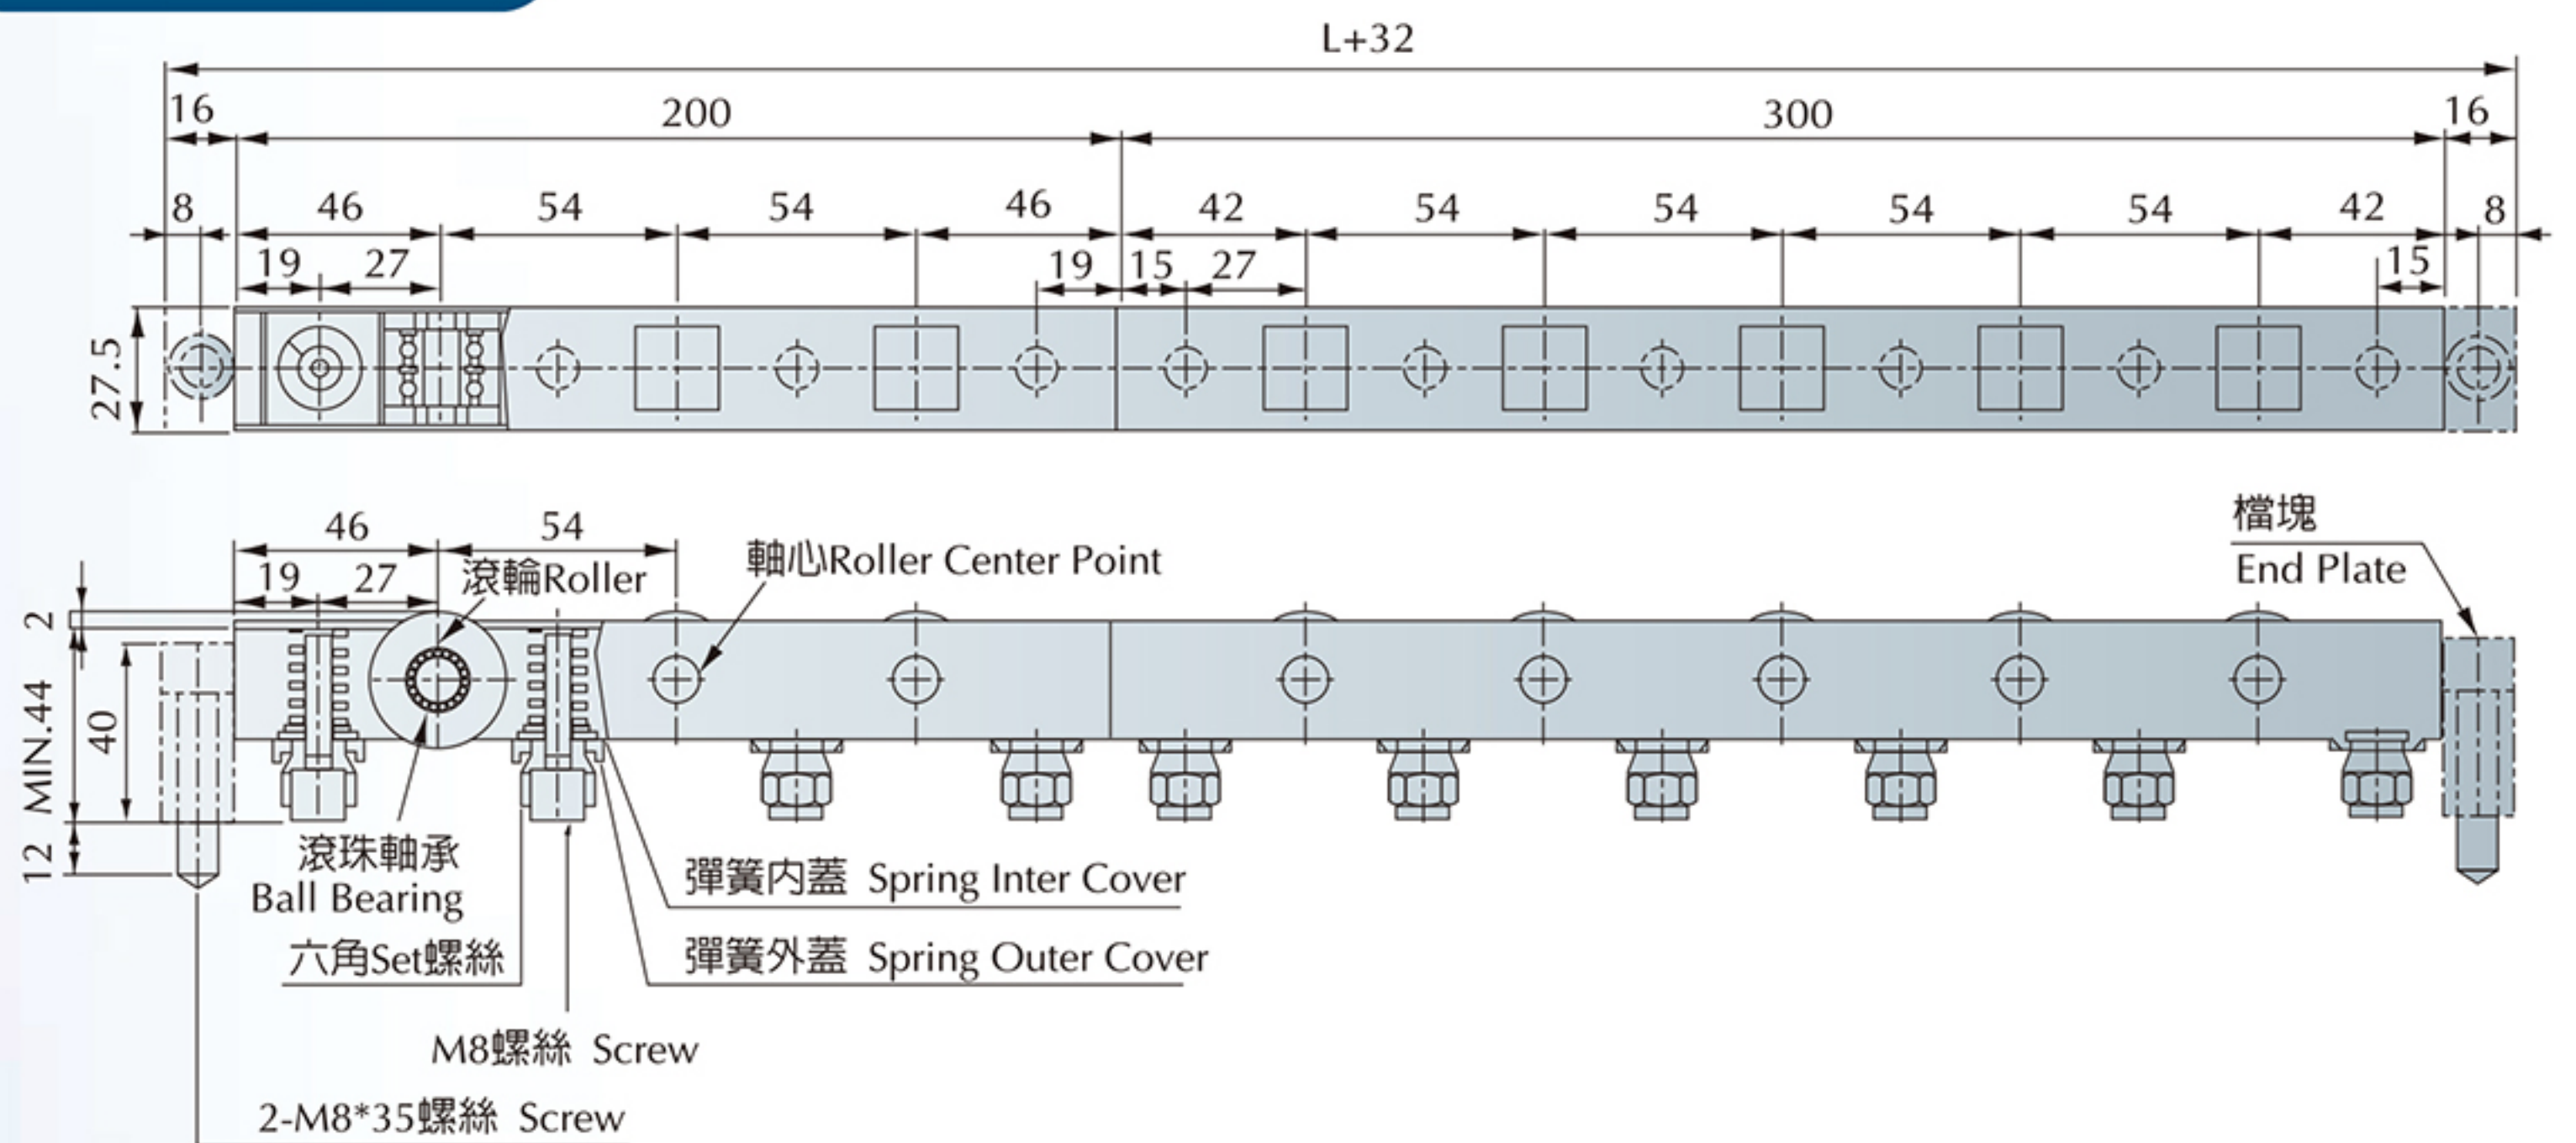 L+32
16 200 300 16
8 46 54 54 46 42 54 54 54 54 42 8
19 27 19 15 27 15
27.5
檔塊
End Plate
46 54
軸心Roller Center Point
19 27 滾輪Roller
2
MIN.44
40
12
滾珠軸承
Ball Bearing
彈簧内蓋 Spring Inter Cover
六角Set螺絲
彈簧外蓋 Spring Outer Cover
M8螺絲 Screw
2-M8*35螺絲 Screw